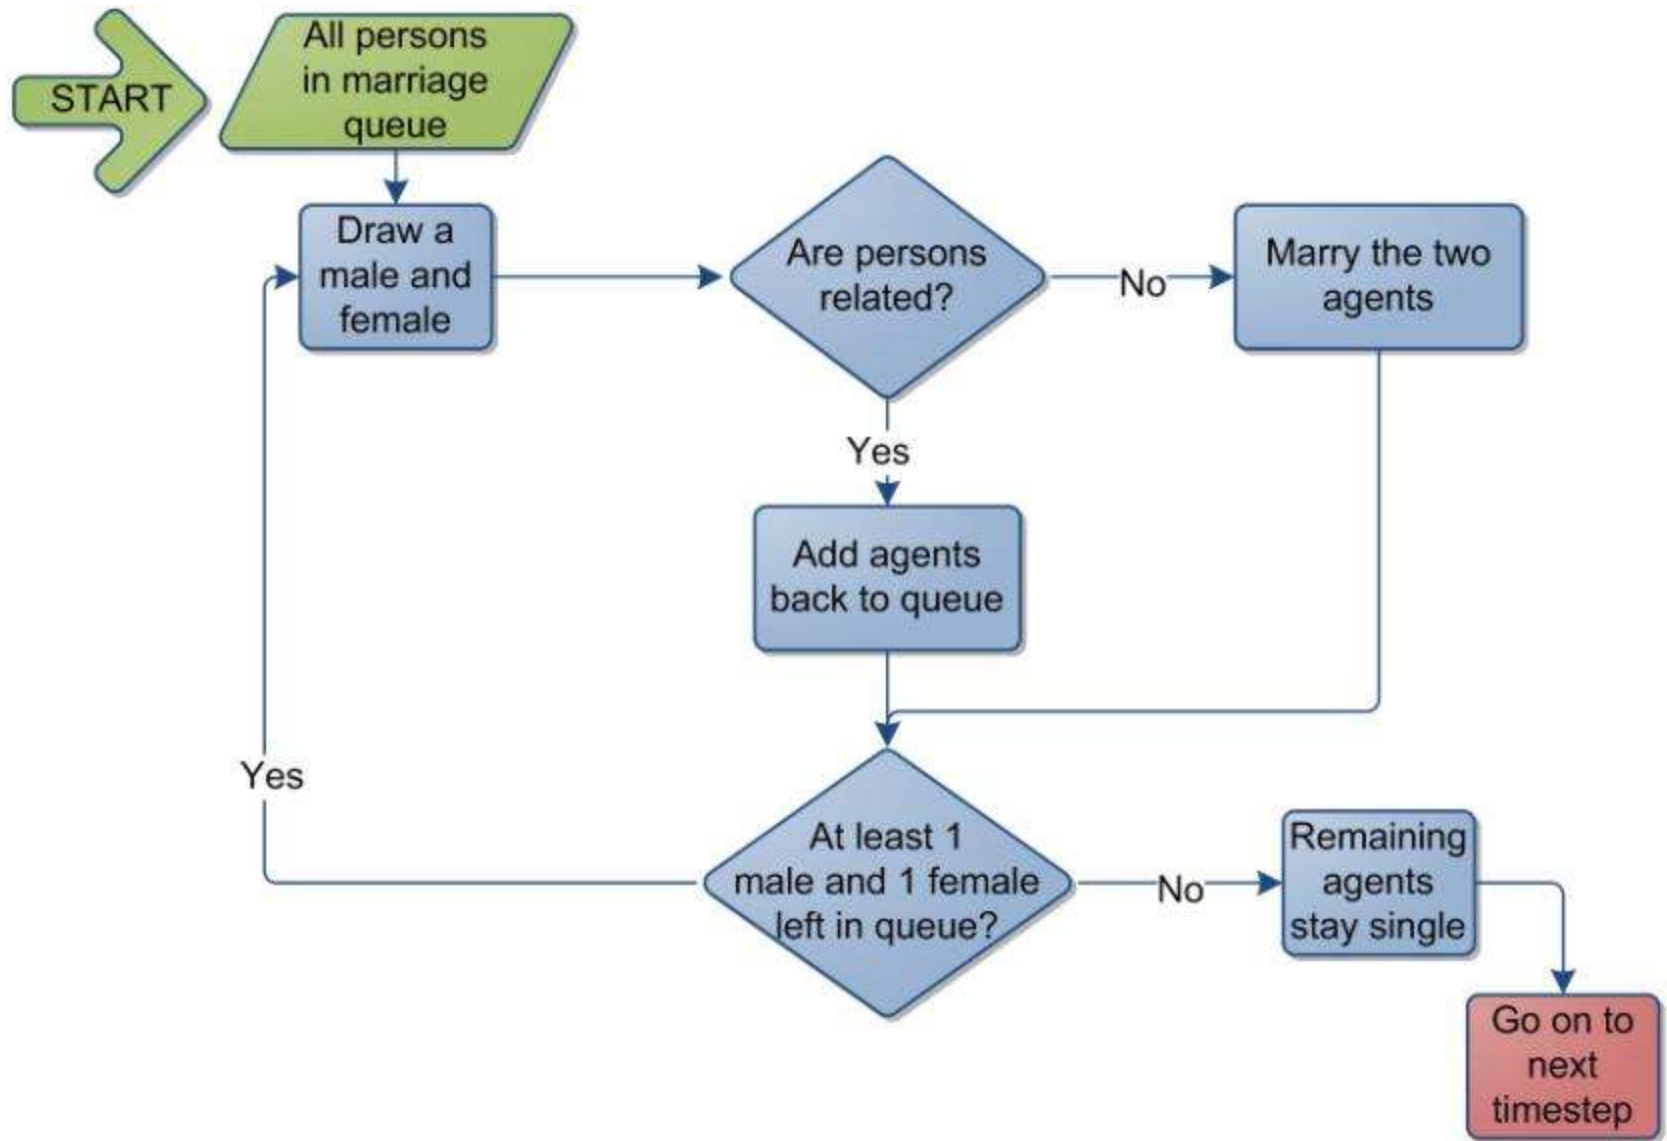 START
All persons
in marriage
queue
Draw a
male and
female
Are persons
related?
No
Marry the two
agents
Yes
Add agents
back to queue
Yes
At least 1
male and 1 female
left in queue?
No
Remaining
agents
stay single
Go on to
next
timestep